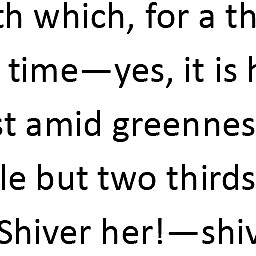 th which, for a th
time—yes, it is h
st amid greennes
le but two thirds
Shiver her!—shiv